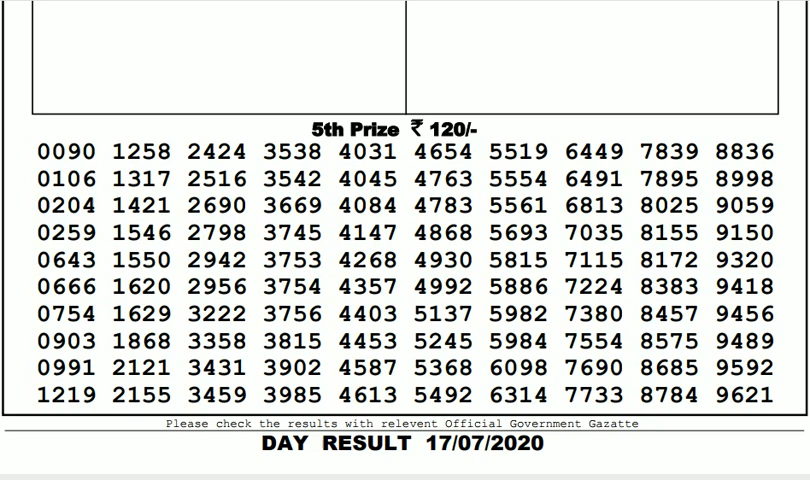 5th Prize ₹ 120/-
0090 1258 2424 3538 4031 4654 5519 6449 7839 8836
0106 1317 2516 3542 4045 4763 5554 6491 7895 8998
0204 1421 2690 3669 4084 4783 5561 6813 8025 9059
0259 1546 2798 3745 4147 4868 5693 7035 8155 9150
0643 1550 2942 3753 4268 4930 5815 7115 8172 9320
0666 1620 2956 3754 4357 4992 5886 7224 8383 9418
0754 1629 3222 3756 4403 5137 5982 7380 8457 9456
0903 1868 3358 3815 4453 5245 5984 7554 8575 9489
0991 2121 3431 3902 4587 5368 6098 7690 8685 9592
1219 2155 3459 3985 4613 5492 6314 7733 8784 9621
Please check the results with relevent Official Government Gazatte
DAY RESULT 17/07/2020